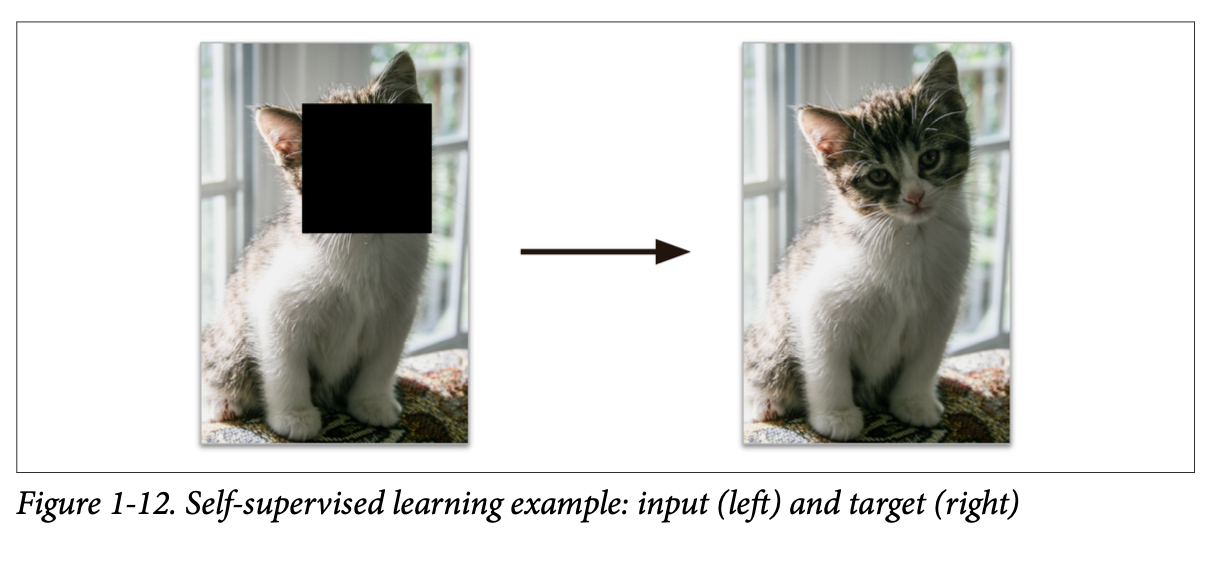 Figure 1-12. Self-supervised learning example: input (left) and target (right)